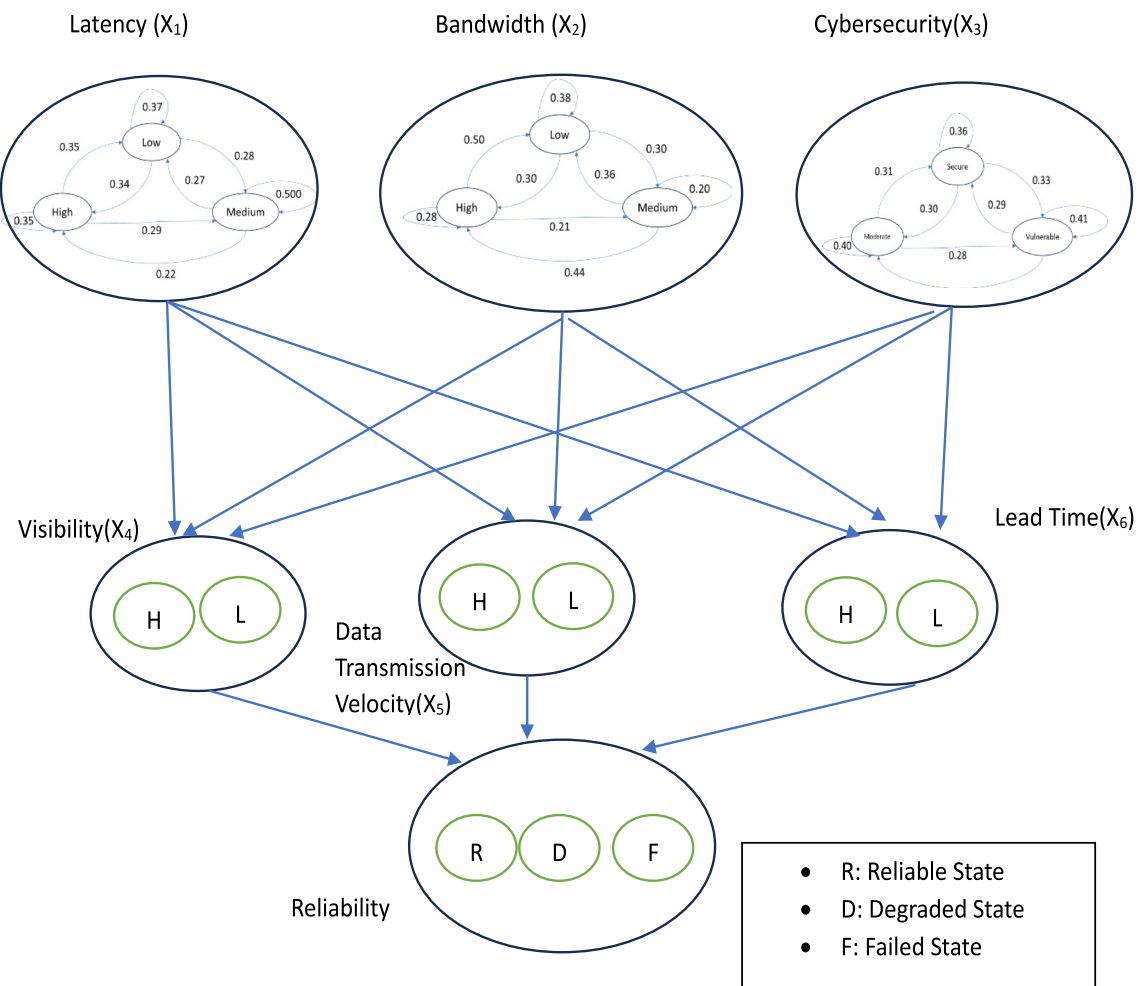 Latency (X₁)
Bandwidth (X₂)
Cybersecurity(X₃)
0.37
Low
0.35
0.28
0.34
0.27
0.500
High
Medium
0.35
0.29
0.22
0.38
Low
0.50
0.30
0.30
0.36
0.20
High
Medium
0.28
0.21
0.44
0.36
Secure
0.31
0.33
0.30
0.29
0.41
Moderate
Vulnerable
0.40
0.28
Visibility(X₄)
Lead Time(X₆)
H
L
H
L
H
L
Data
Transmission
Velocity(X₅)
R
D
F
Reliability
• R: Reliable State
• D: Degraded State
• F: Failed State